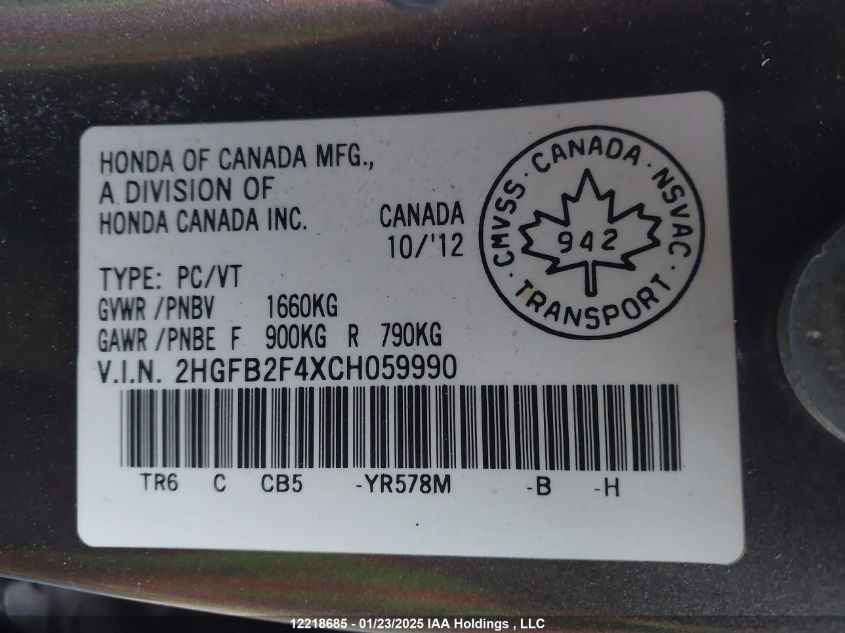 HONDA OF CANADA MFG.,
A DIVISION OF
HONDA CANADA INC.
CANADA
10/'12
CMVSS · CANADA · NSVAC · TRANSPORT ·
942
TYPE: PC/VT
GVWR /PNBV 1660KG
GAWR /PNBE F 900KG R 790KG
V.I.N. 2HGFB2F4XCH059990
TR6 C CB5 -YR578M -B -H
12218685 - 01/23/2025 IAA Holdings , LLC